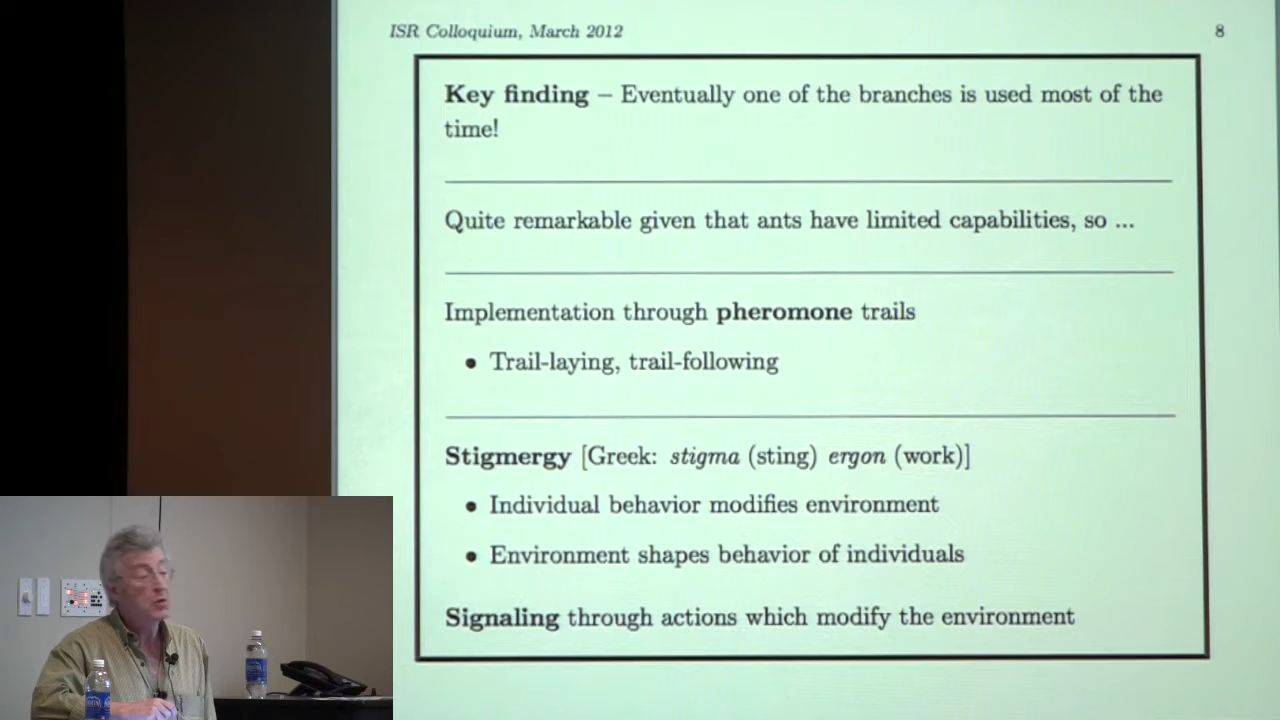 ISR Colloquium, March 2012
8
Key finding – Eventually one of the branches is used most of the
time!
Quite remarkable given that ants have limited capabilities, so ...
Implementation through pheromone trails
• Trail-laying, trail-following
Stigmergy [Greek: stigma (sting) ergon (work)]
• Individual behavior modifies environment
• Environment shapes behavior of individuals
Signaling through actions which modify the environment